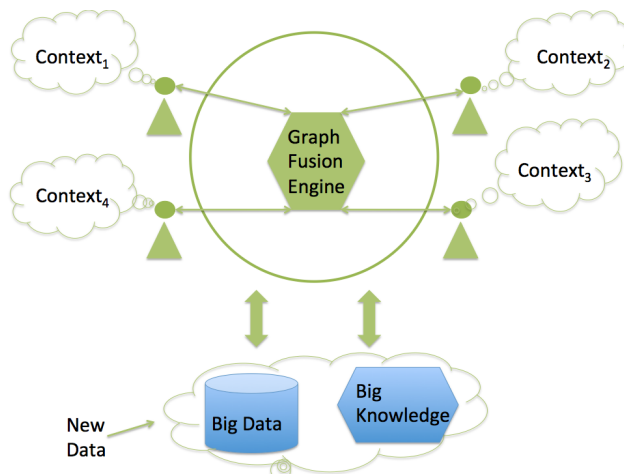 Context₁
Context₂
Graph
Fusion
Engine
Context₄
Context₃
Big Data
Big
Knowledge
New
Data